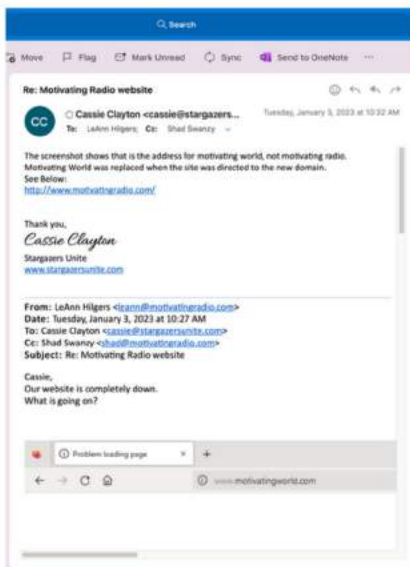 Search
Move Flag Mark Unread Sync Send to OneNote ...
Re: Motivating Radio website
CC
Cassie Clayton <cassie@stargazers...
Tuesday, January 3, 2023 at 10:32 AM
To: LeAnn Hilgers; Cc: Shad Swanzy
The screenshot shows that is the address for motivating world, not motivating radio.
Motivating World was replaced when the site was directed to the new domain.
See Below:
http://www.motivatingradio.com/
Thank you,
Cassie Clayton
Stargazers Unite
www.stargazersunite.com
From: LeAnn Hilgers <leann@motivatingradio.com>
Date: Tuesday, January 3, 2023 at 10:27 AM
To: Cassie Clayton <cassie@stargazersunite.com>
Cc: Shad Swanzy <shad@motivatingradio.com>
Subject: Re: Motivating Radio website
Cassie,
Our website is completely down.
What is going on?
Problem loading page × +
www.motivatingworld.com